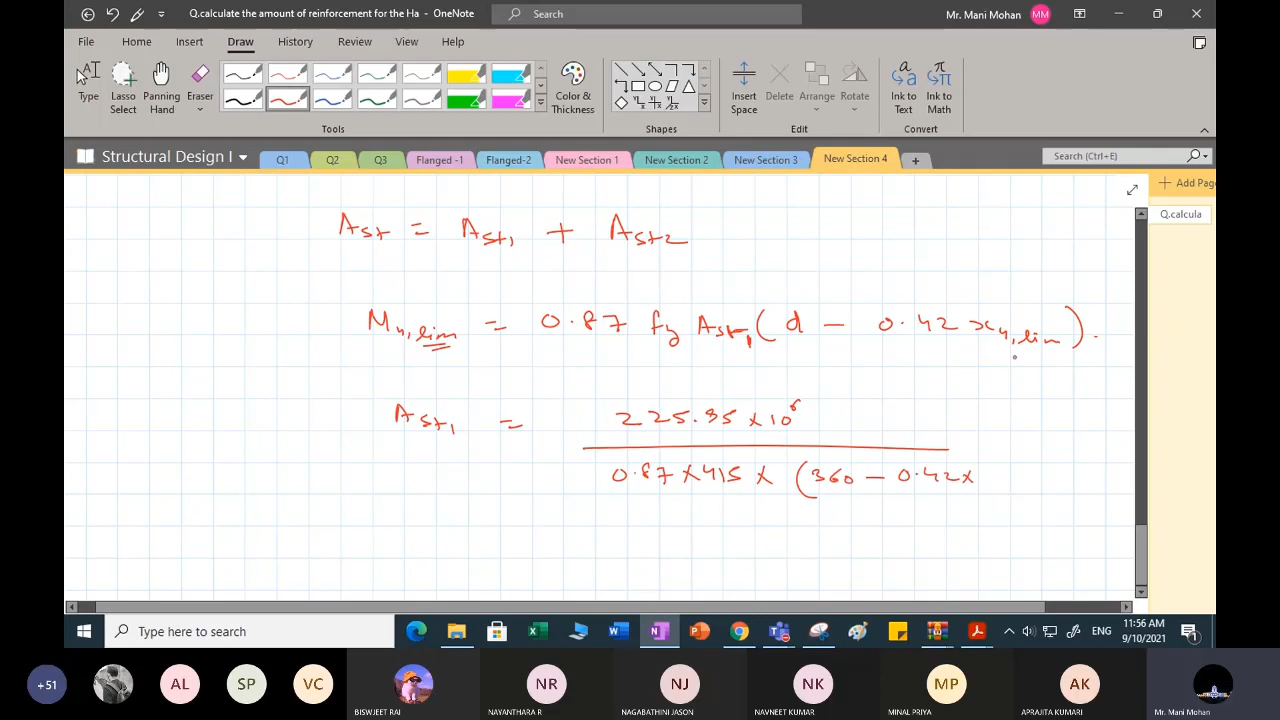 Q.calculate the amount of reinforcement for the Ha - OneNote
Search
Mr. Mani Mohan MM
File Home Insert Draw History Review View Help
Type Lasso Select Panning Hand Eraser Color & Thickness Insert Space Delete Arrange Rotate Ink to Text Ink to Math
Tools Shapes Edit Convert
Structural Design I Q1 Q2 Q3 Flanged -1 Flanged-2 New Section 1 New Section 2 New Section 3 New Section 4 + Search (Ctrl+E)
+ Add Page
Q.calcula
Ast = Ast1 + Ast2
Mu,lim = 0.87 fy Ast1 (d - 0.42 xu,lim).
Ast1 = 225.35 x 10^6
0.87 x 415 x (360 - 0.42 x
Type here to search
ENG
11:56 AM
9/10/2021
1
+51 AL SP VC NR NJ NK MP AK
BISWJEET RAI NAYANTHARA R NAGABATHINI JASON NAVNEET KUMAR MINAL PRIYA APRAJITA KUMARI Mr. Mani Mohan